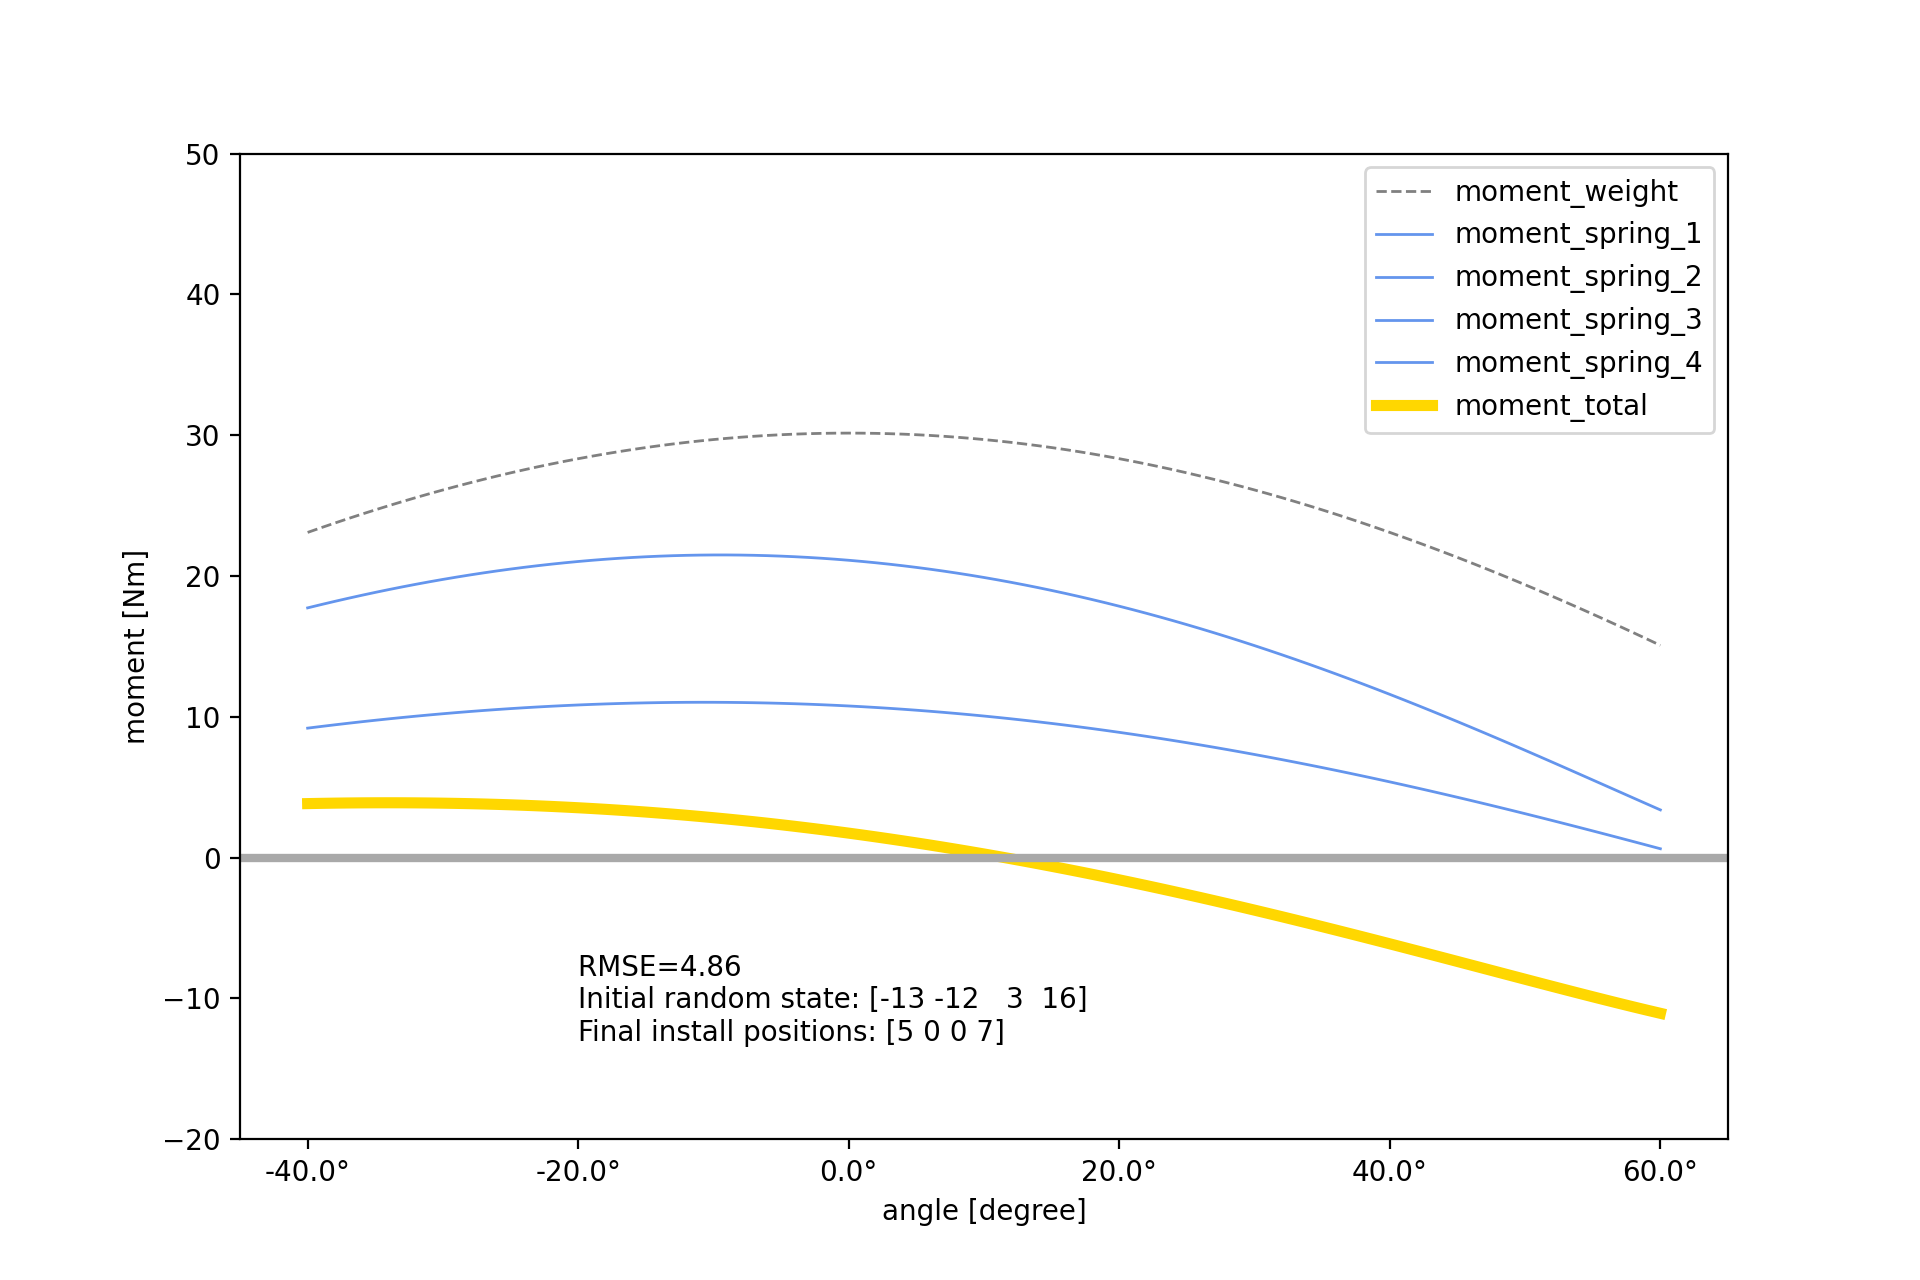 50
40
30
20
10
0
−10
−20
moment [Nm]
moment_weight
moment_spring_1
moment_spring_2
moment_spring_3
moment_spring_4
moment_total
RMSE=4.86
Initial random state: [-13 -12   3  16]
Final install positions: [5 0 0 7]
-40.0° -20.0° 0.0° 20.0° 40.0° 60.0°
angle [degree]